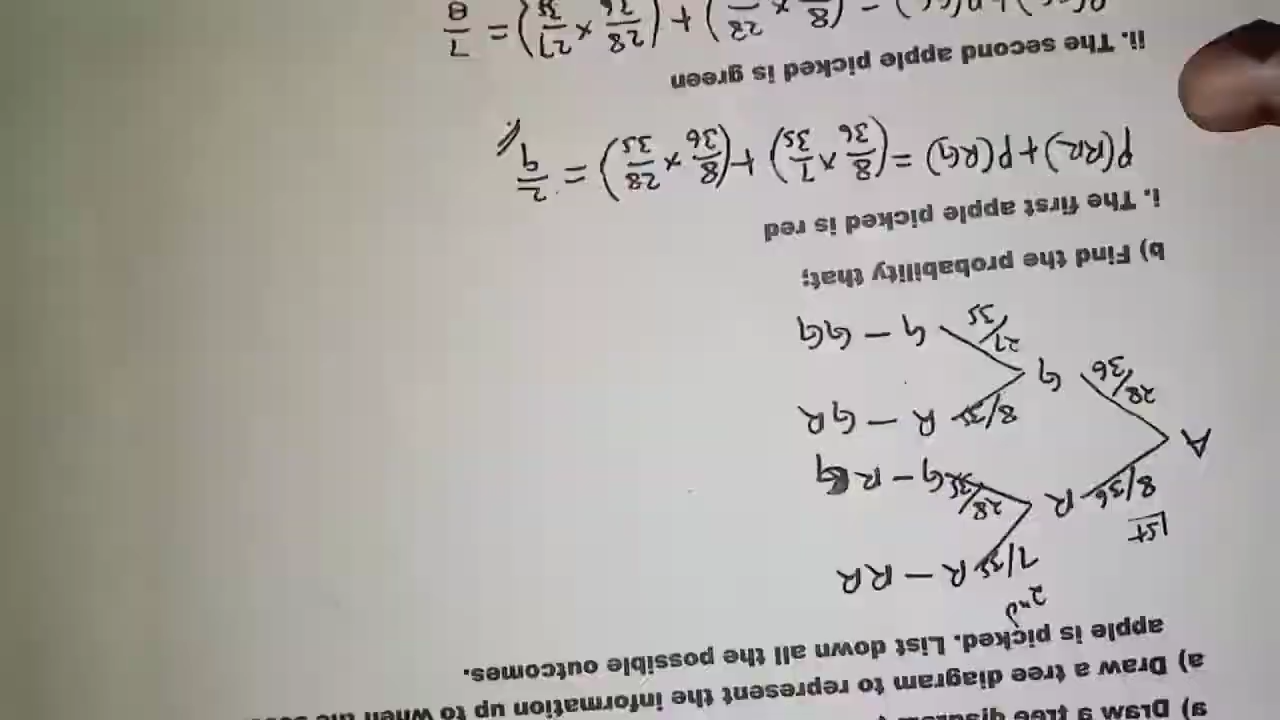 a) Draw a tree
a) Draw a tree diagram to represent the information up to when the
apple is picked. List down all the possible outcomes.
1st
2nd
A
8/36 R
7/35 R - RR
28/35 G - RG
28/36 G
8/35 R - GR
27/35 G - GG
b) Find the probability that;
i. The first apple picked is red
P(RR) + P(RG) = (8/36 × 7/35) + (8/36 × 28/35) = 2/9
ii. The second apple picked is green